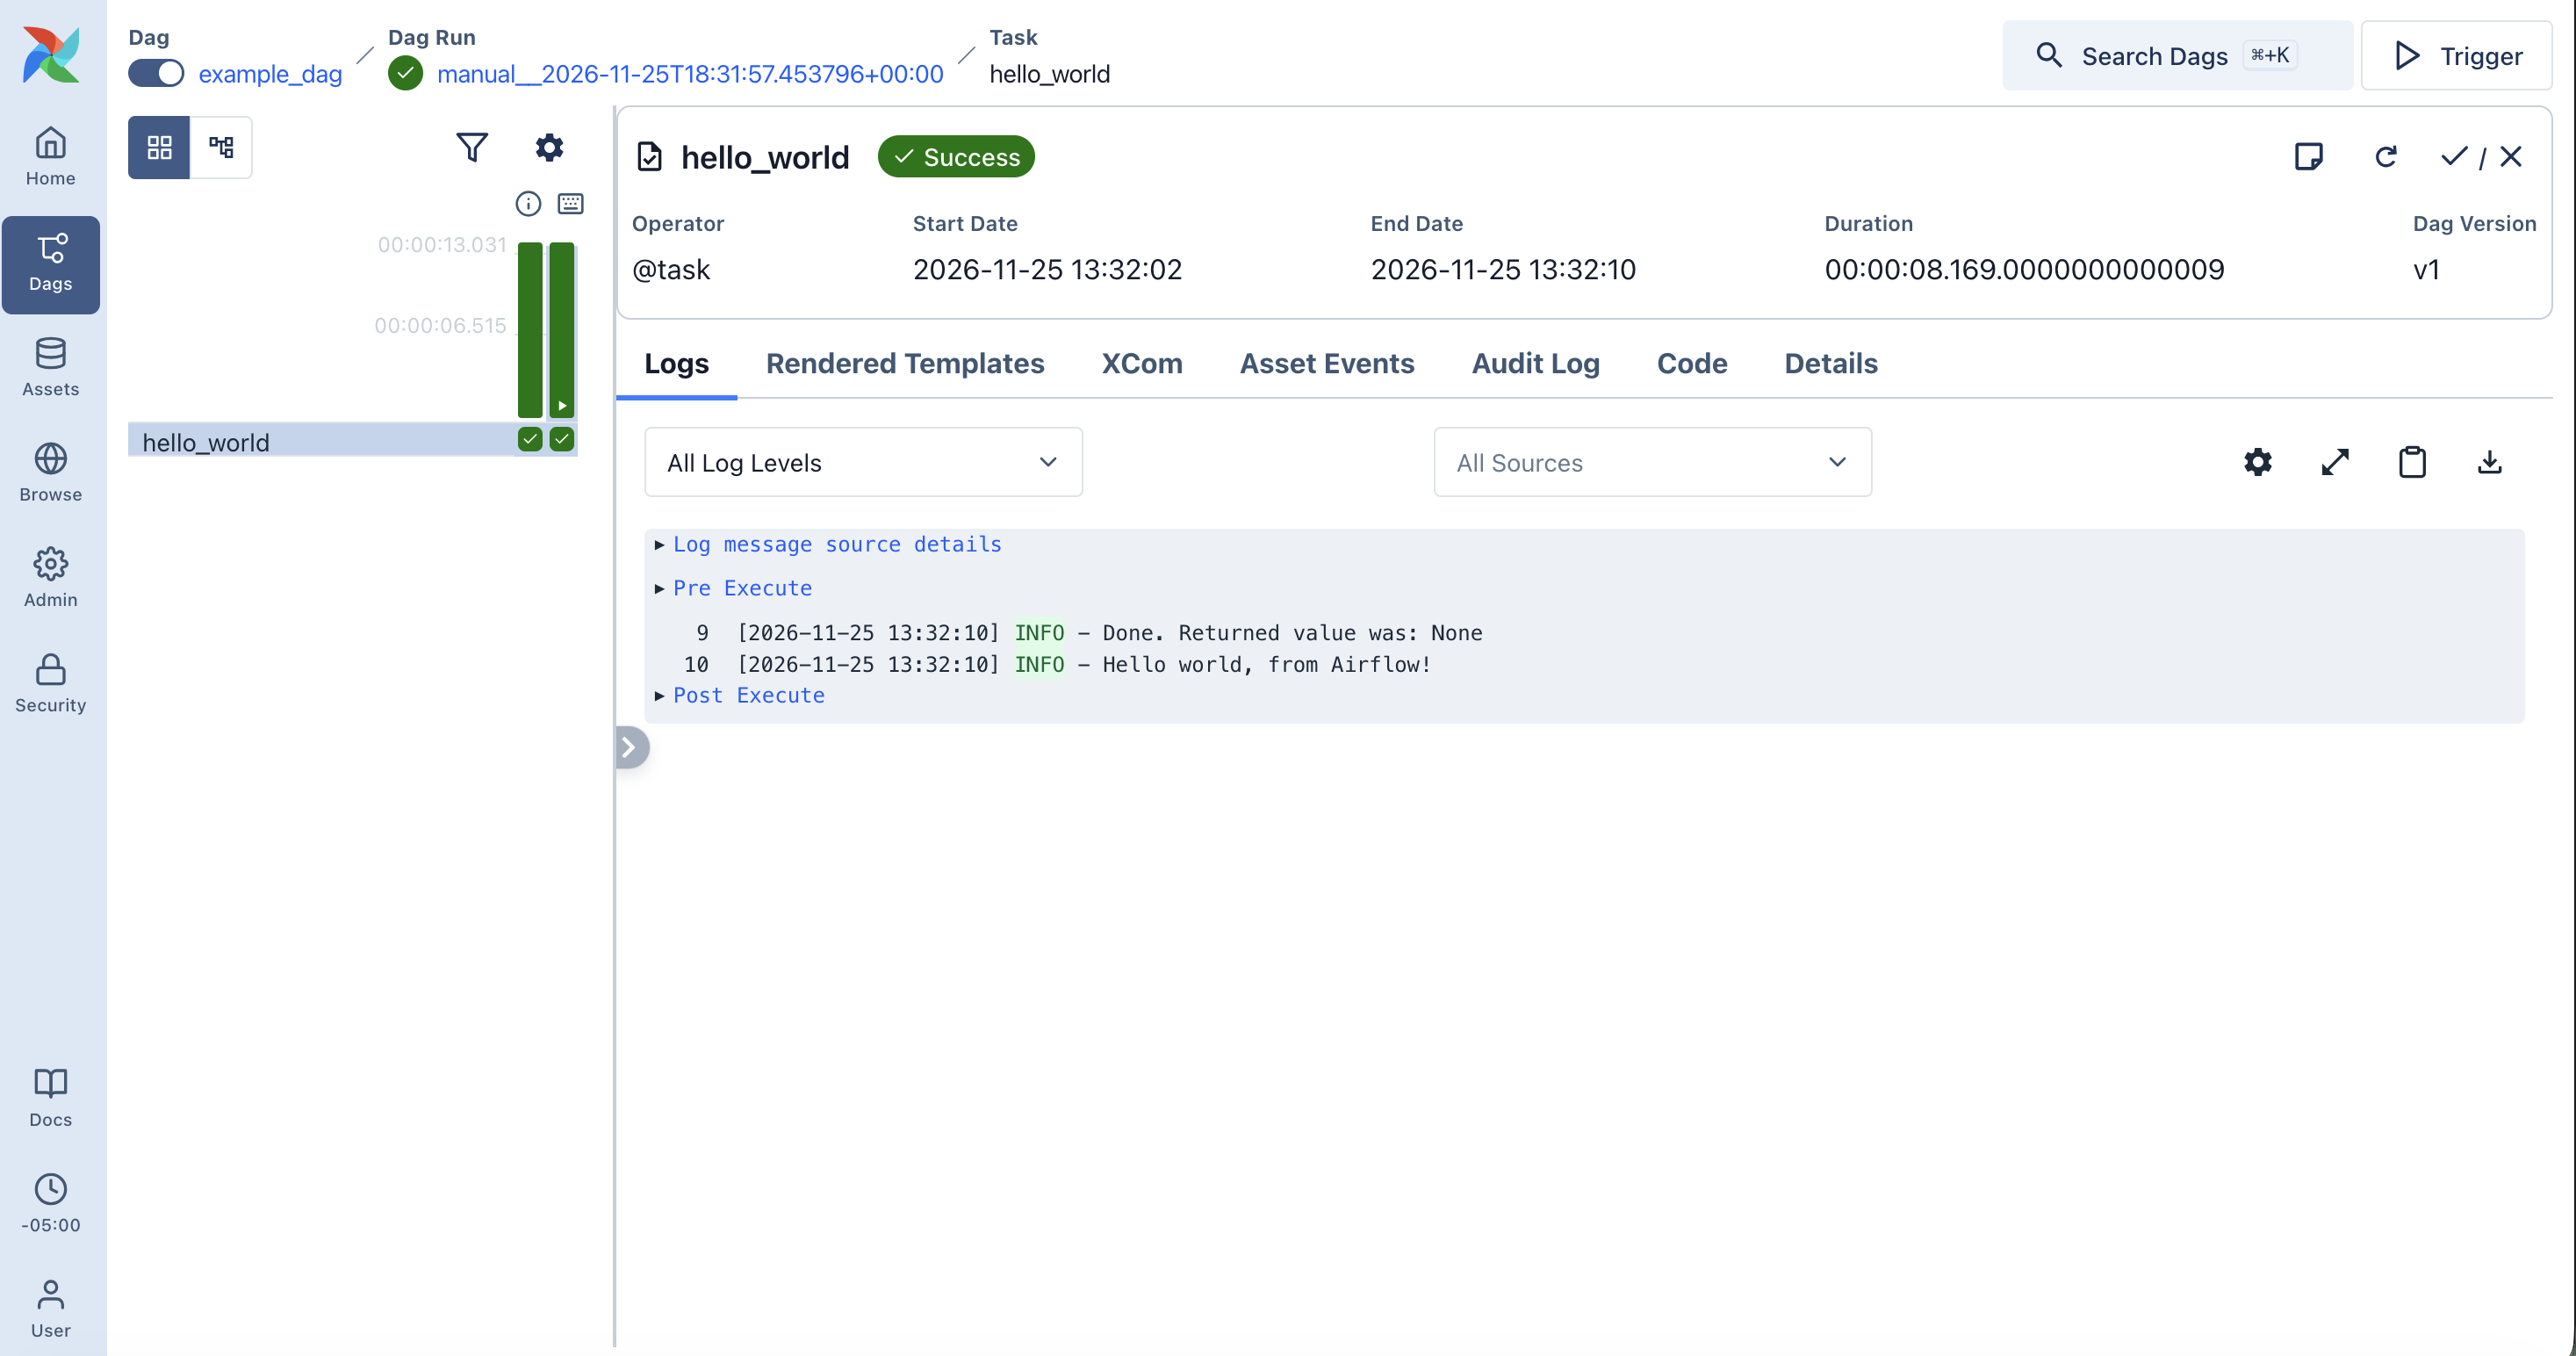 Dag
example_dag
Dag Run
manual__2026-11-25T18:31:57.453796+00:00
Task
hello_world
Search Dags
⌘+K
Trigger
Home
Dags
Assets
Browse
Admin
Security
Docs
-05:00
User
00:00:13.031
00:00:06.515
hello_world
hello_world
Success
/
Operator Start Date End Date Duration Dag Version
@task 2026-11-25 13:32:02 2026-11-25 13:32:10 00:00:08.169.0000000000009 v1
Logs Rendered Templates XCom Asset Events Audit Log Code Details
All Log Levels
All Sources
Log message source details
Pre Execute
9 [2026-11-25 13:32:10] INFO - Done. Returned value was: None
10 [2026-11-25 13:32:10] INFO - Hello world, from Airflow!
Post Execute